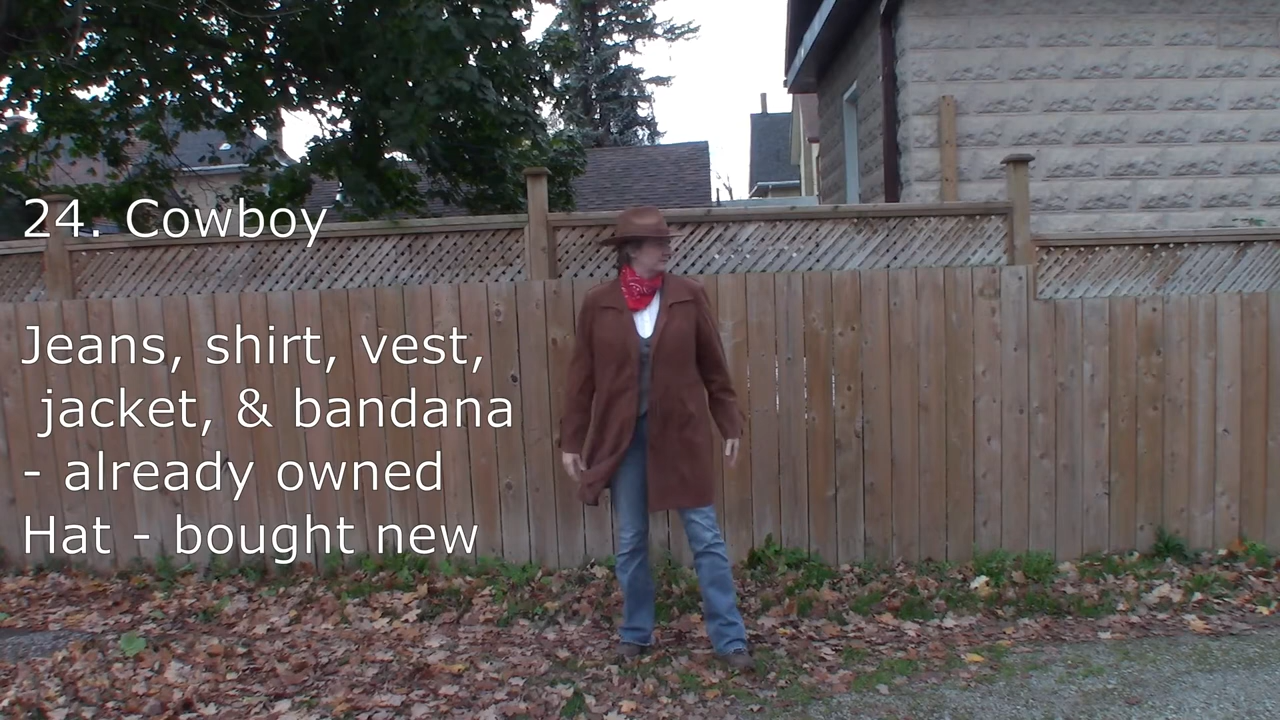 24. Cowboy
Jeans, shirt, vest,
jacket, & bandana
- already owned
Hat - bought new